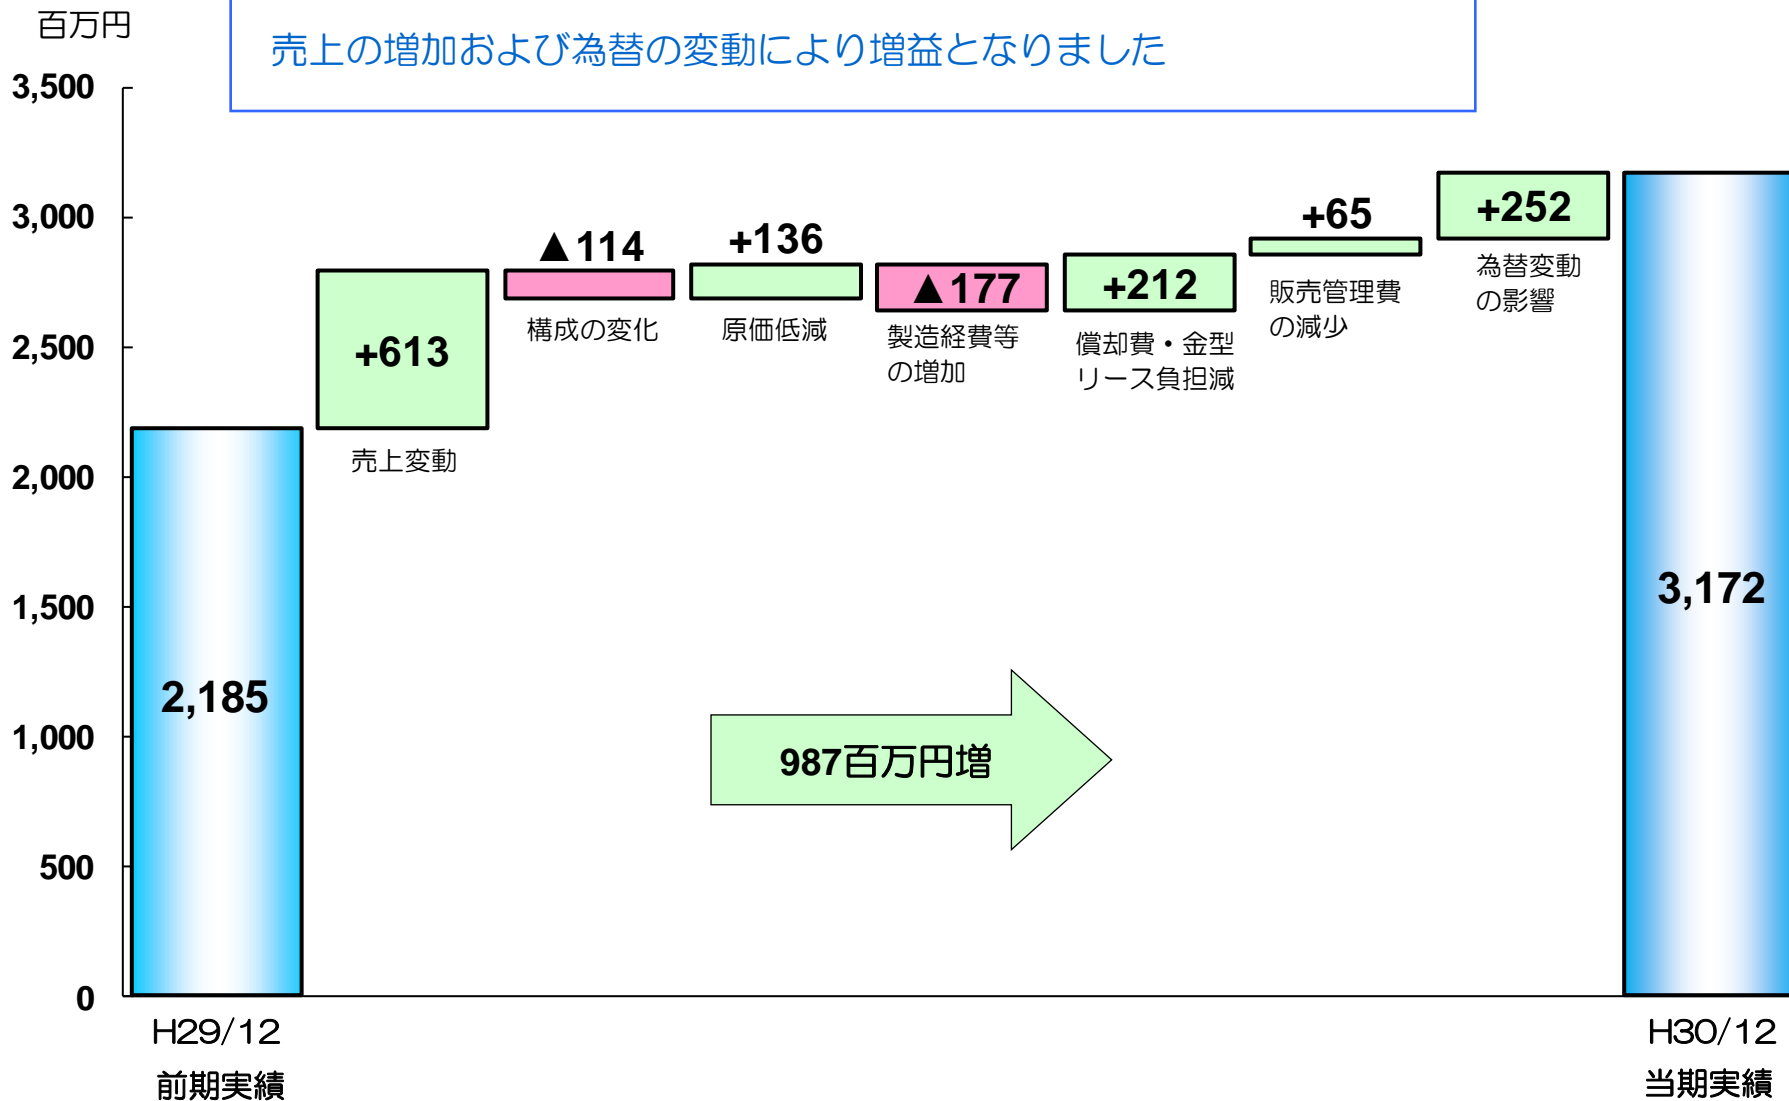 百万円
売上の増加および為替の変動により増益となりました
3,500
3,000
2,500
2,000
1,500
1,000
500
0
2,185
+613
売上変動
▲114
構成の変化
+136
原価低減
▲177
製造経費等
の増加
+212
償却費・金型
リース負担減
+65
販売管理費
の減少
+252
為替変動
の影響
3,172
987百万円増
H29/12
前期実績
H30/12
当期実績